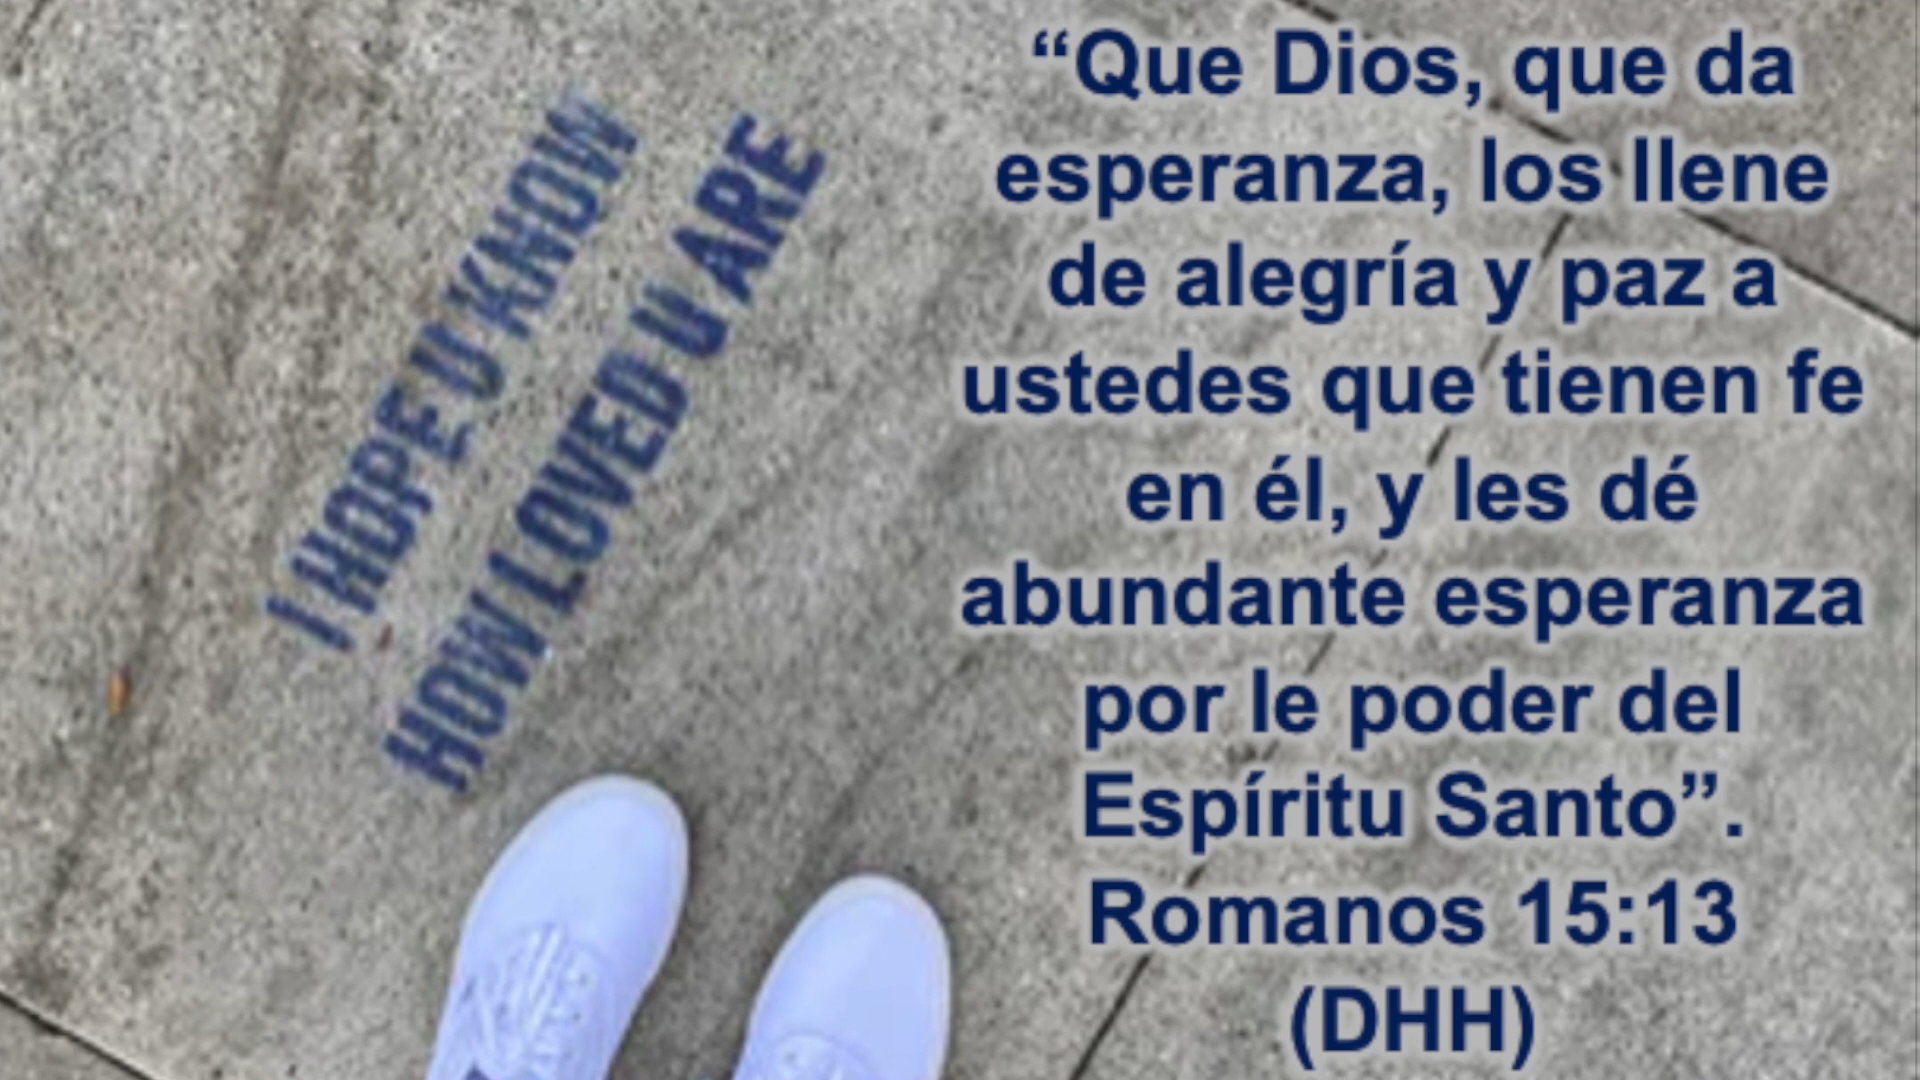 I HOPE U KNOW
HOW LOVED U ARE
“Que Dios, que da
esperanza, los llene
de alegría y paz a
ustedes que tienen fe
en él, y les dé
abundante esperanza
por le poder del
Espíritu Santo”.
Romanos 15:13
(DHH)